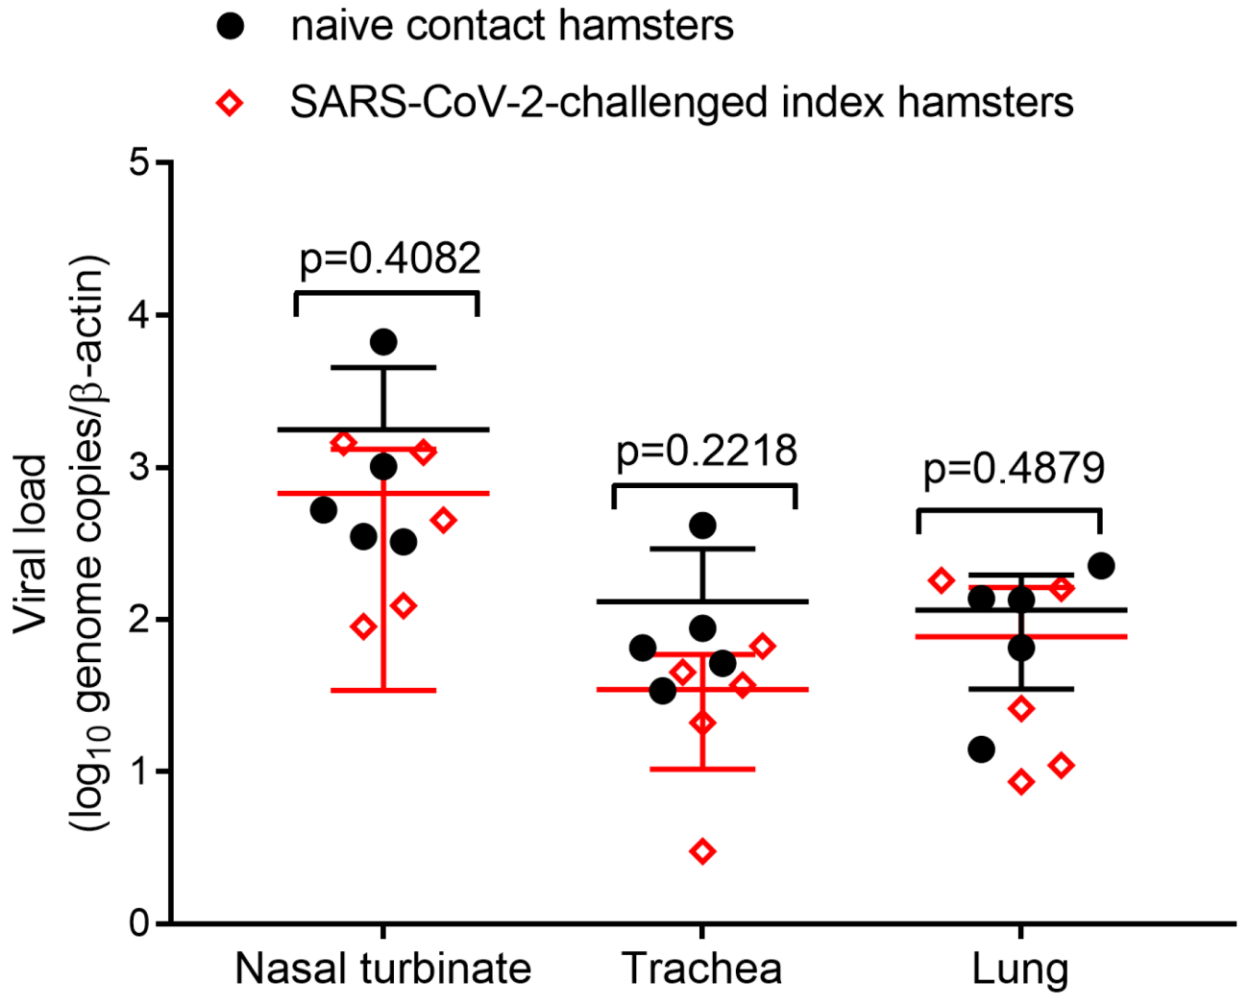 naive contact hamsters
SARS-CoV-2-challenged index hamsters
Viral load
(log10 genome copies/β-actin)
5
4
3
2
1
0
p=0.4082
p=0.2218
p=0.4879
Nasal turbinate
Trachea
Lung